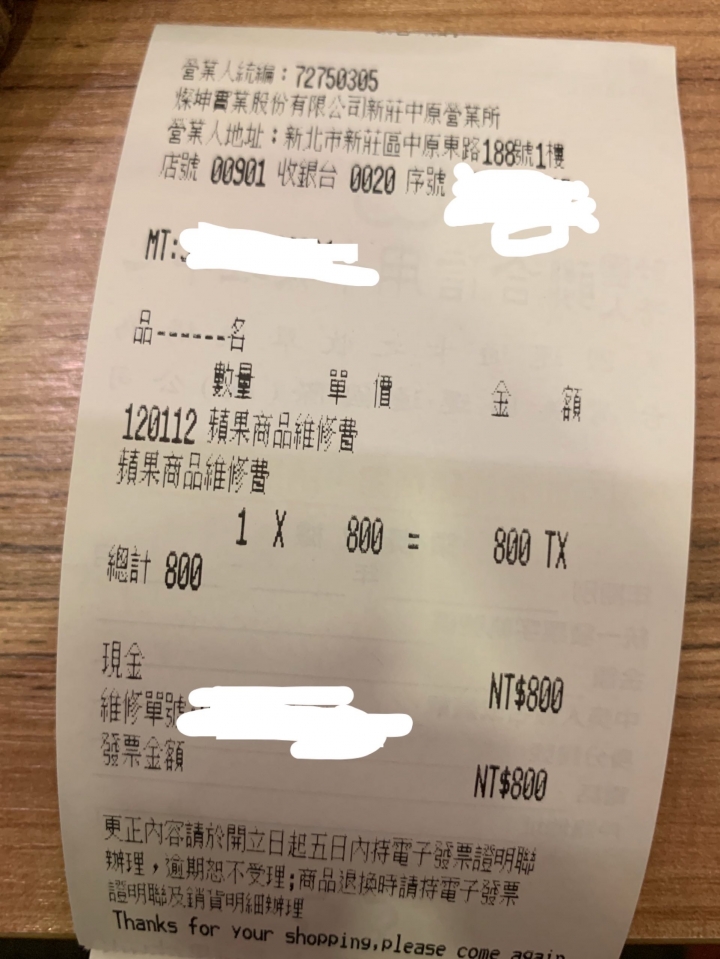 營業人統編：72750305
燦坤實業股份有限公司新莊中原營業所
營業人地址：新北市新莊區中原東路188號1樓
店號 00901 收銀台 0020 序號
MT:
品------名
數量 單價 金額
120112 蘋果商品維修費
蘋果商品維修費
1 X 800 = 800 TX
總計 800
現金 NT$800
維修單號
發票金額 NT$800
更正內容請於開立日起五日內持電子發票證明聯
辦理，逾期恕不受理;商品退換時請持電子發票
證明聯及銷貨明細辦理
Thanks for your shopping,please come again